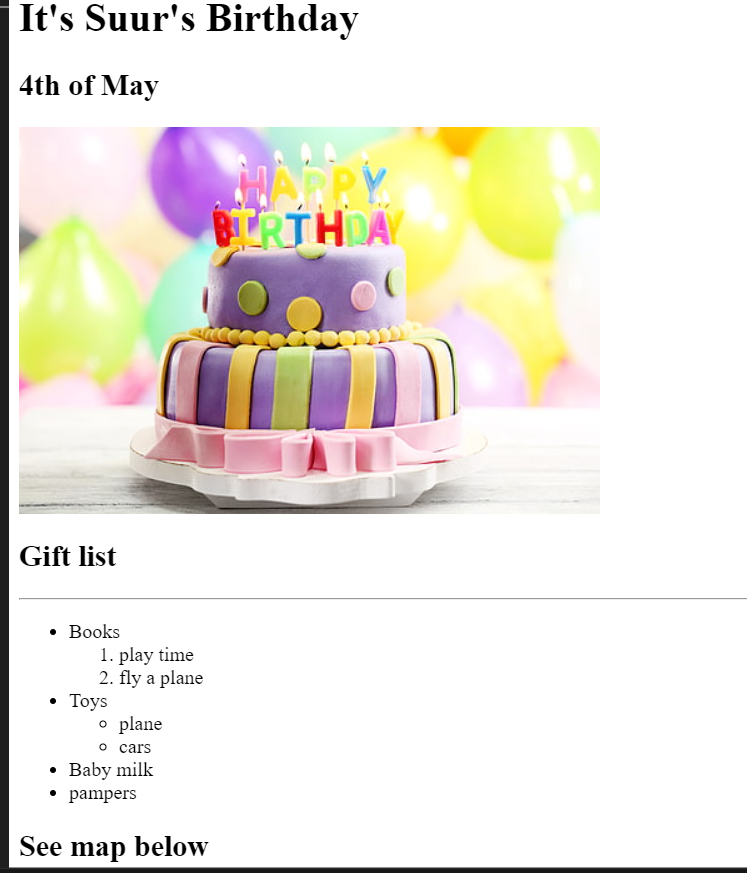 It's Suur's Birthday
4th of May
HAPPY
BIRTHDAY
Gift list
Books
1. play time
2. fly a plane
Toys
plane
cars
Baby milk
pampers
See map below